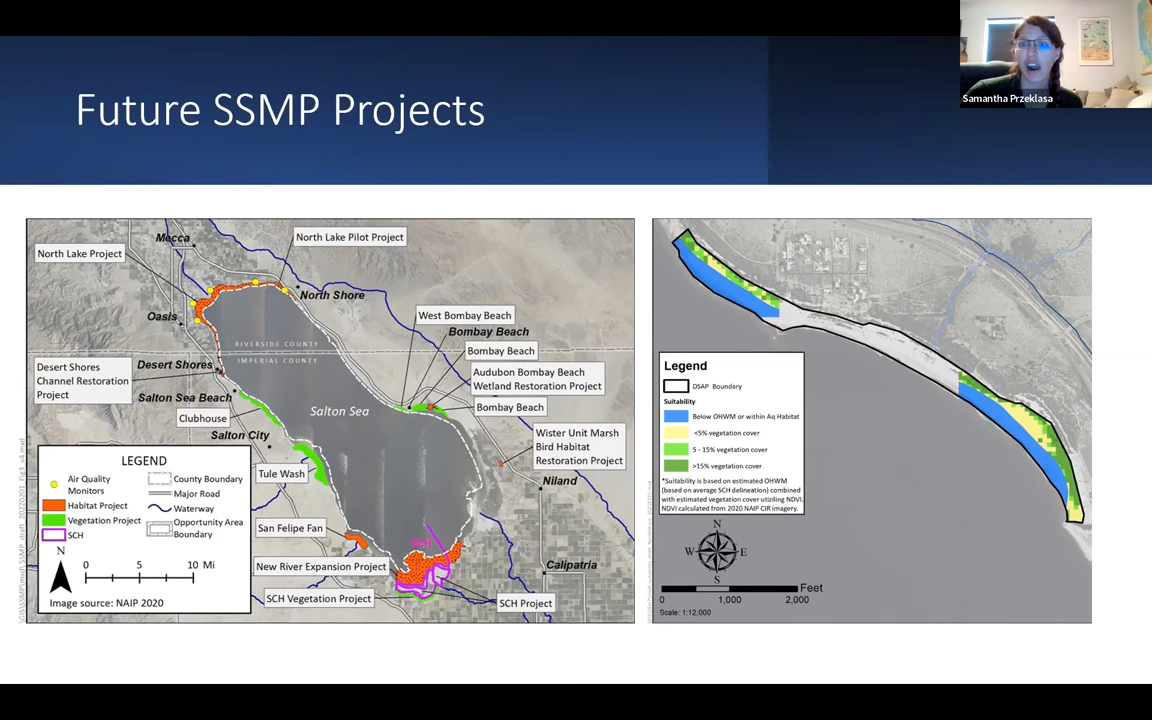 Samantha Przeklasa
Future SSMP Projects
Mecca
North Lake Pilot Project
North Lake Project
North Shore
Oasis
West Bombay Beach
Bombay Beach
RIVERSIDE COUNTY
IMPERIAL COUNTY
Bombay Beach
Desert Shores
Channel Restoration
Project
Desert Shores
Audubon Bombay Beach
Wetland Restoration Project
Salton Sea Beach
Bombay Beach
Clubhouse
Salton Sea
Salton City
Wister Unit Marsh
Bird Habitat
Restoration Project
Tule Wash
Niland
San Felipe Fan
New River Expansion Project
Calipatria
SCH Vegetation Project
SCH Project
LEGEND
Air Quality
Monitors
Habitat Project
Vegetation Project
SCH
County Boundary
Major Road
Waterway
Opportunity Area
Boundary
N
0 5 10 Mi
Image source: NAIP 2020
Legend
DSAP Boundary
Suitability
Below OHWM or within Aq Habitat
<5% vegetation cover
5 - 15% vegetation cover
>15% vegetation cover
*Suitability is based on estimated OHWM
(based on average SCH delineation) combined
with estimated vegetation cover utilizing NDVI.
NDVI calculated from 2020 NAIP CIR imagery.
N
W E
S
Feet
0 1,000 2,000
Scale: 1:12,000